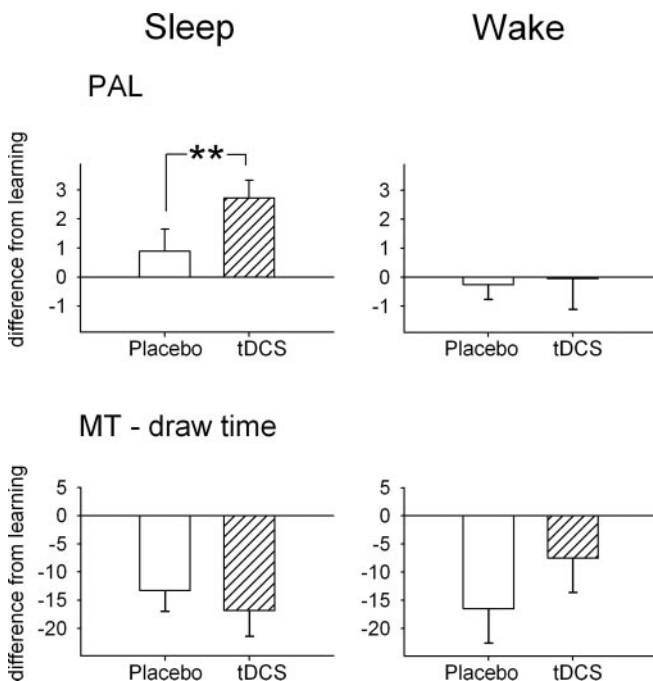 Sleep
Wake
PAL
difference from learning
**
3
2
1
0
-1
Placebo tDCS
3
2
1
0
-1
Placebo tDCS
MT - draw time
difference from learning
5
0
-5
-10
-15
-20
Placebo tDCS
5
0
-5
-10
-15
-20
Placebo tDCS